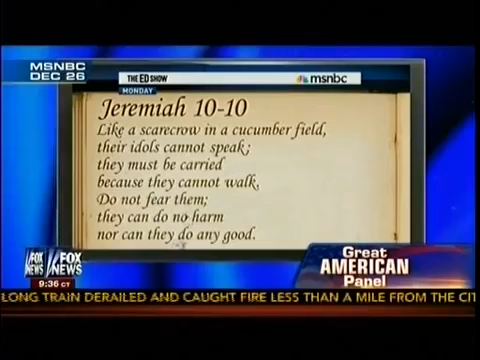 MSNBC
DEC 26
THE ED SHOW
msnbc
MONDAY
Jeremiah 10-10
Like a scarecrow in a cucumber field,
their idols cannot speak;
they must be carried
because they cannot walk.
Do not fear them;
they can do no harm
nor can they do any good.
FOX
NEWS
FOX
NEWS
9:36 CT
Great
AMERICAN
Panel
LONG TRAIN DERAILED AND CAUGHT FIRE LESS THAN A MILE FROM THE CIT